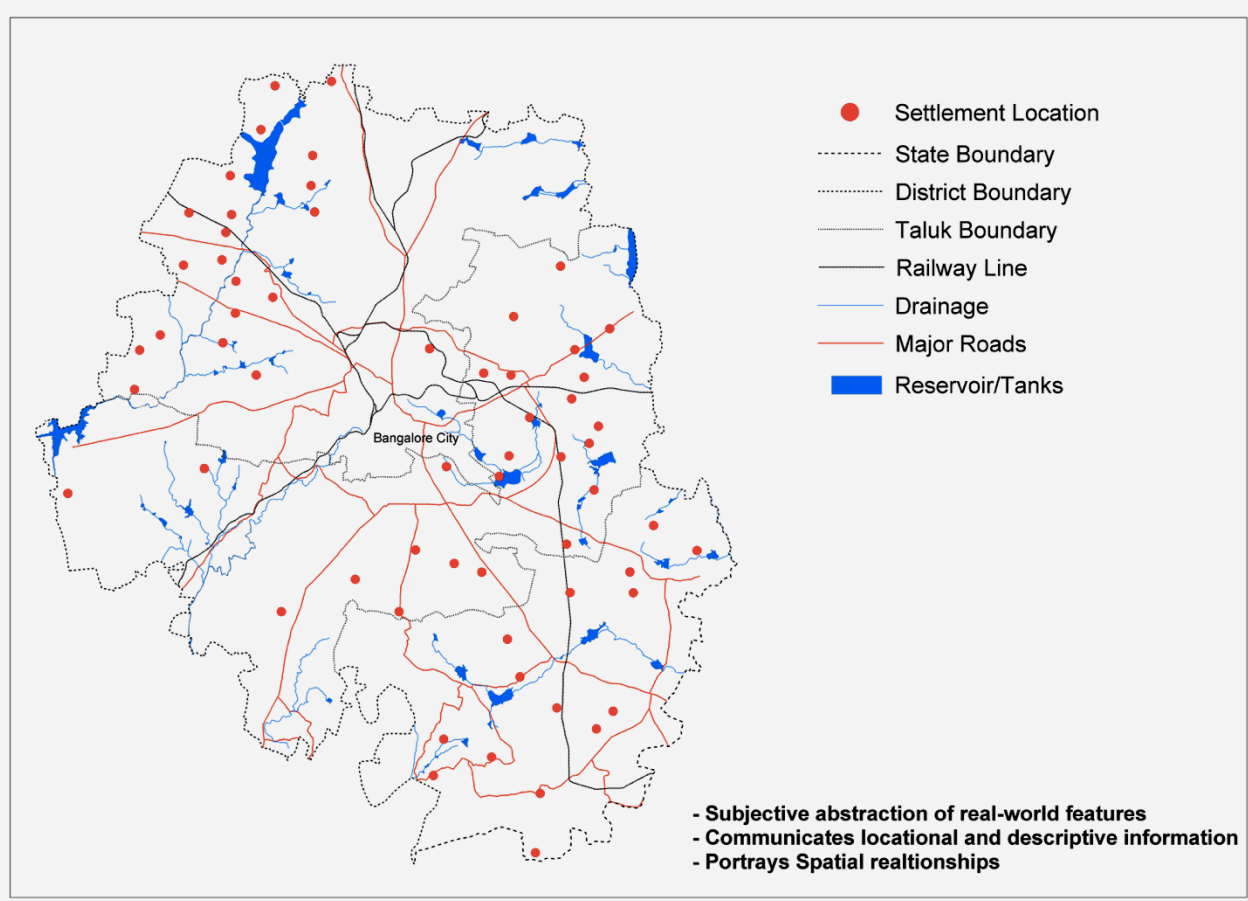 Settlement Location
State Boundary
District Boundary
Taluk Boundary
Railway Line
Drainage
Major Roads
Reservoir/Tanks
Bangalore City
- Subjective abstraction of real-world features
- Communicates locational and descriptive information
- Portrays Spatial realtionships